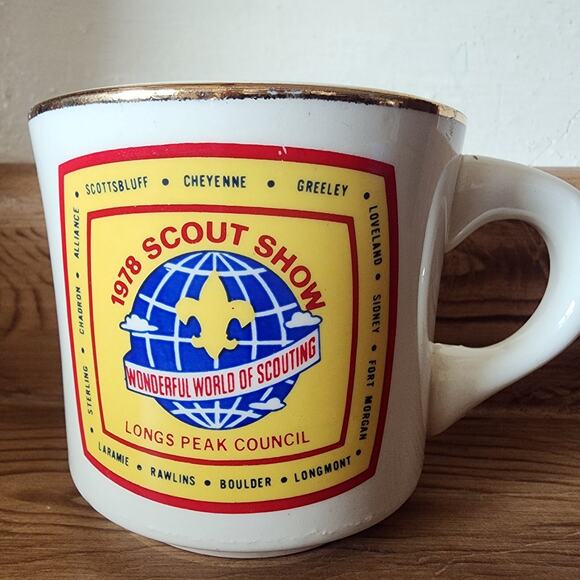 SCOTTSBLUFF • CHEYENNE • GREELEY •
LOVELAND • SIDNEY • FORT MORGAN
LARAMIE • RAWLINS • BOULDER • LONGMONT •
STERLING • CHADRON • ALLIANCE •
1978 SCOUT SHOW
WONDERFUL WORLD OF SCOUTING
LONGS PEAK COUNCIL